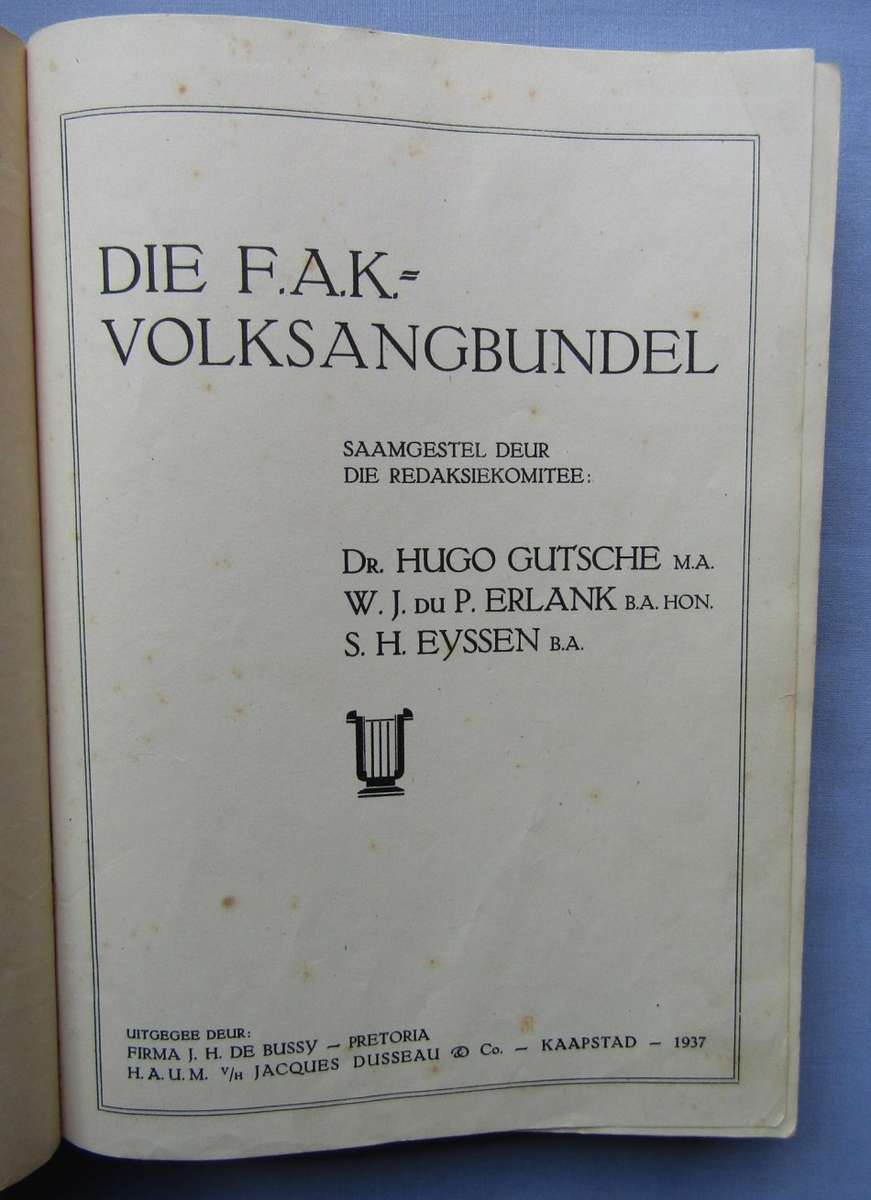 DIE F.A.K.=
VOLKSANGBUNDEL
SAAMGESTEL DEUR
DIE REDAKSIEKOMITEE:
DR. HUGO GUTSCHE M.A.
W. J. DU P. ERLANK B.A. HON.
S. H. EYSSEN B.A.
UITGEGEE DEUR:
FIRMA J. H. DE BUSSY – PRETORIA
H. A. U. M. V/H JACQUES DUSSEAU & Co. – KAAPSTAD – 1937